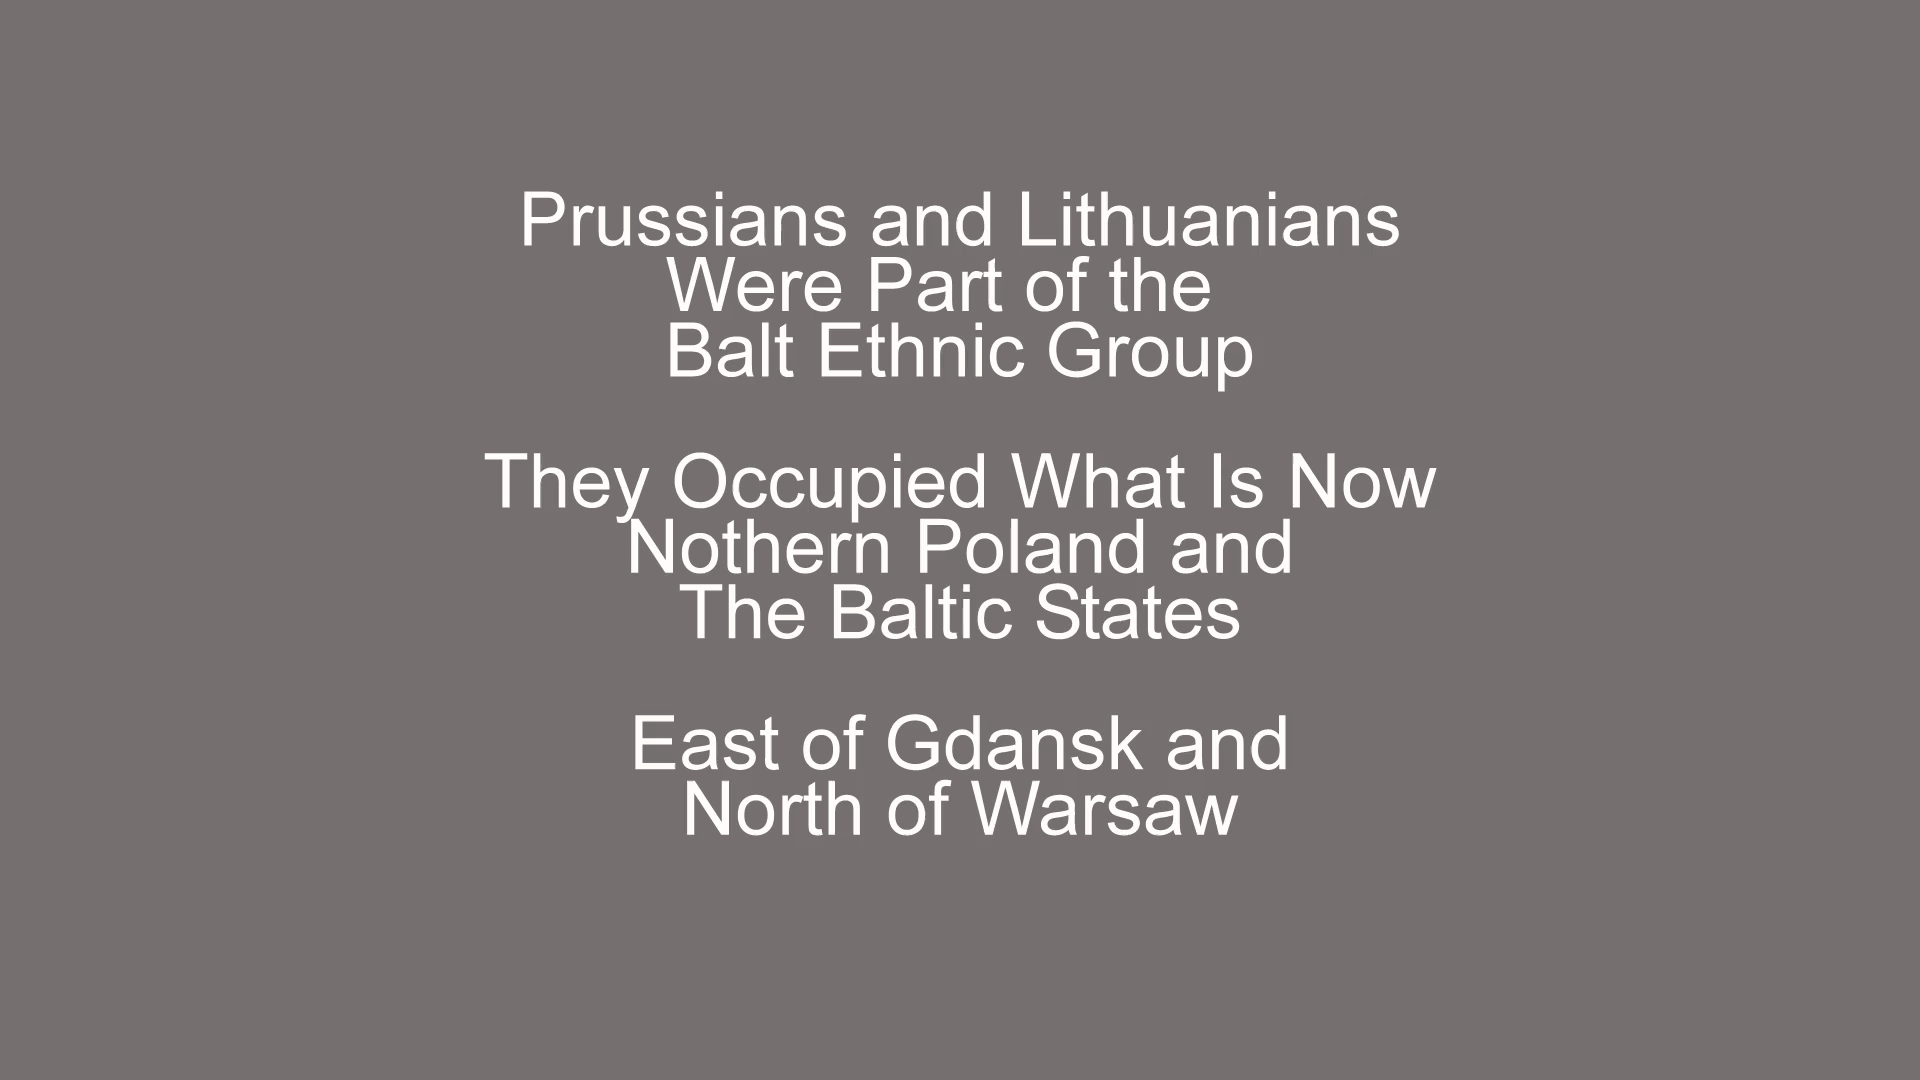 Prussians and Lithuanians
Were Part of the
Balt Ethnic Group
They Occupied What Is Now
Nothern Poland and
The Baltic States
East of Gdansk and
North of Warsaw